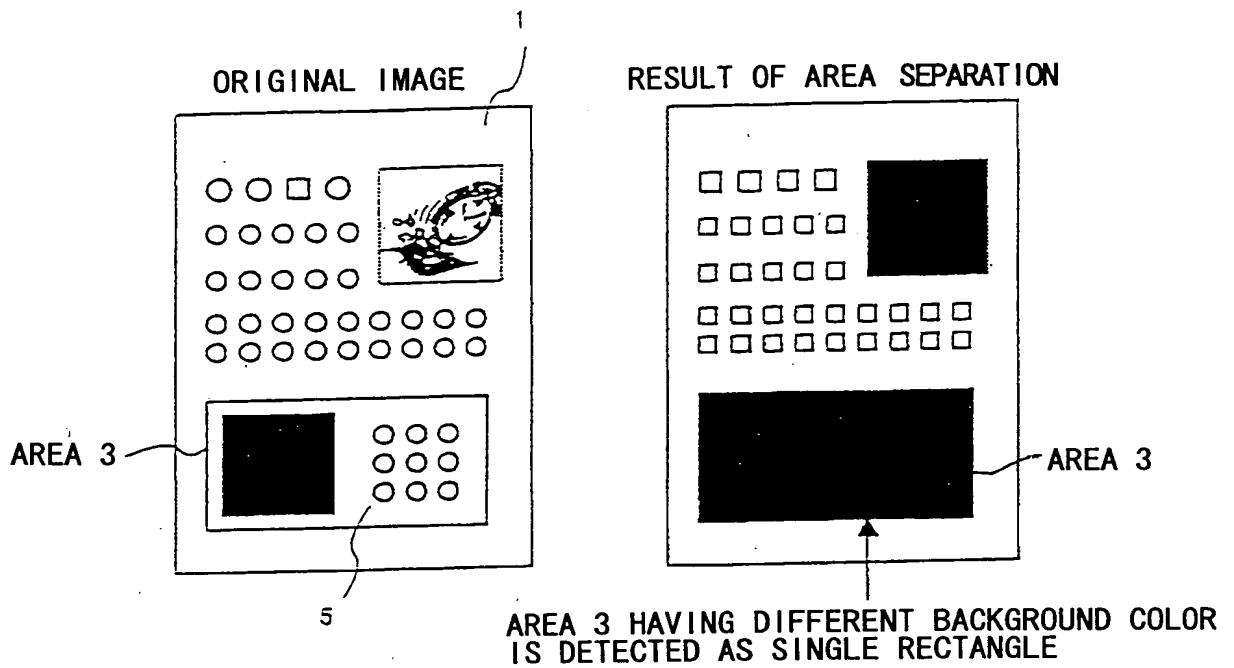 1
ORIGINAL IMAGE
RESULT OF AREA SEPARATION
AREA 3
AREA 3
5
AREA 3 HAVING DIFFERENT BACKGROUND COLOR
IS DETECTED AS SINGLE RECTANGLE